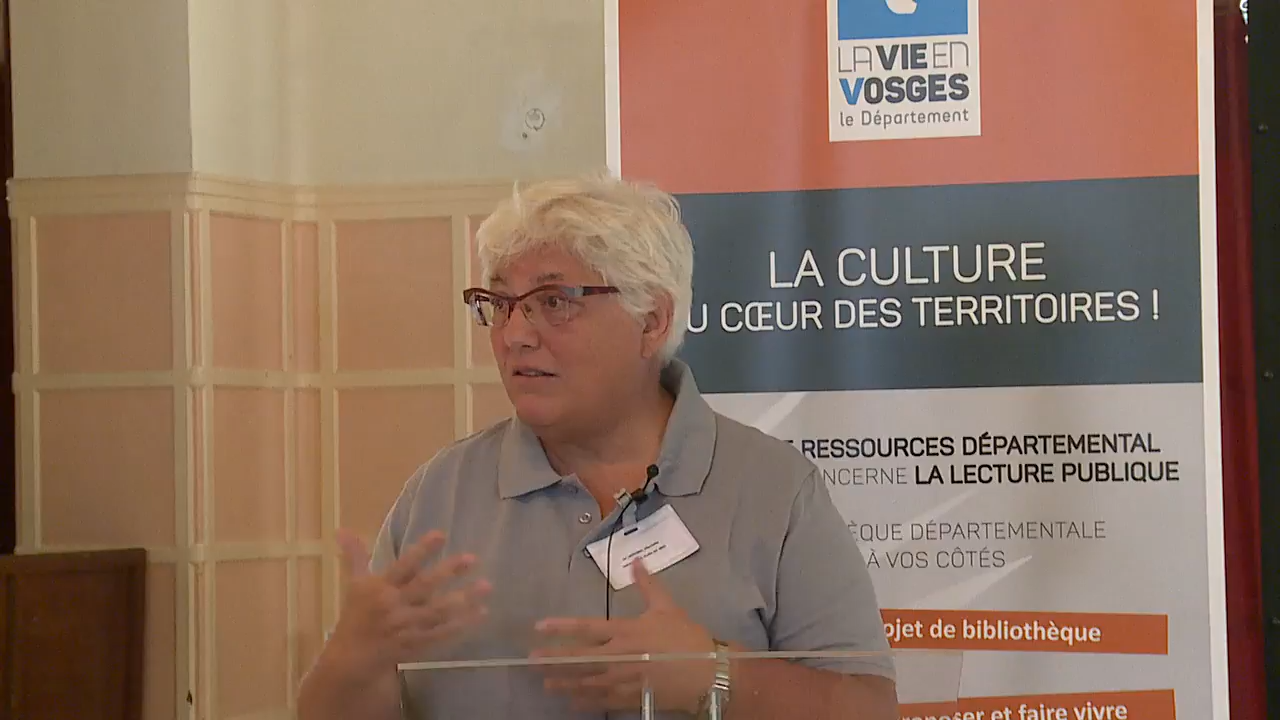 LA VIE EN
VOSGES
le Département
LA CULTURE
U CŒUR DES TERRITOIRES !
RESSOURCES DÉPARTEMENTAL
NCERNE LA LECTURE PUBLIQUE
ÈQUE DÉPARTEMENTALE
À VOS CÔTÉS
ojet de bibliothèque
roposer et faire vivre